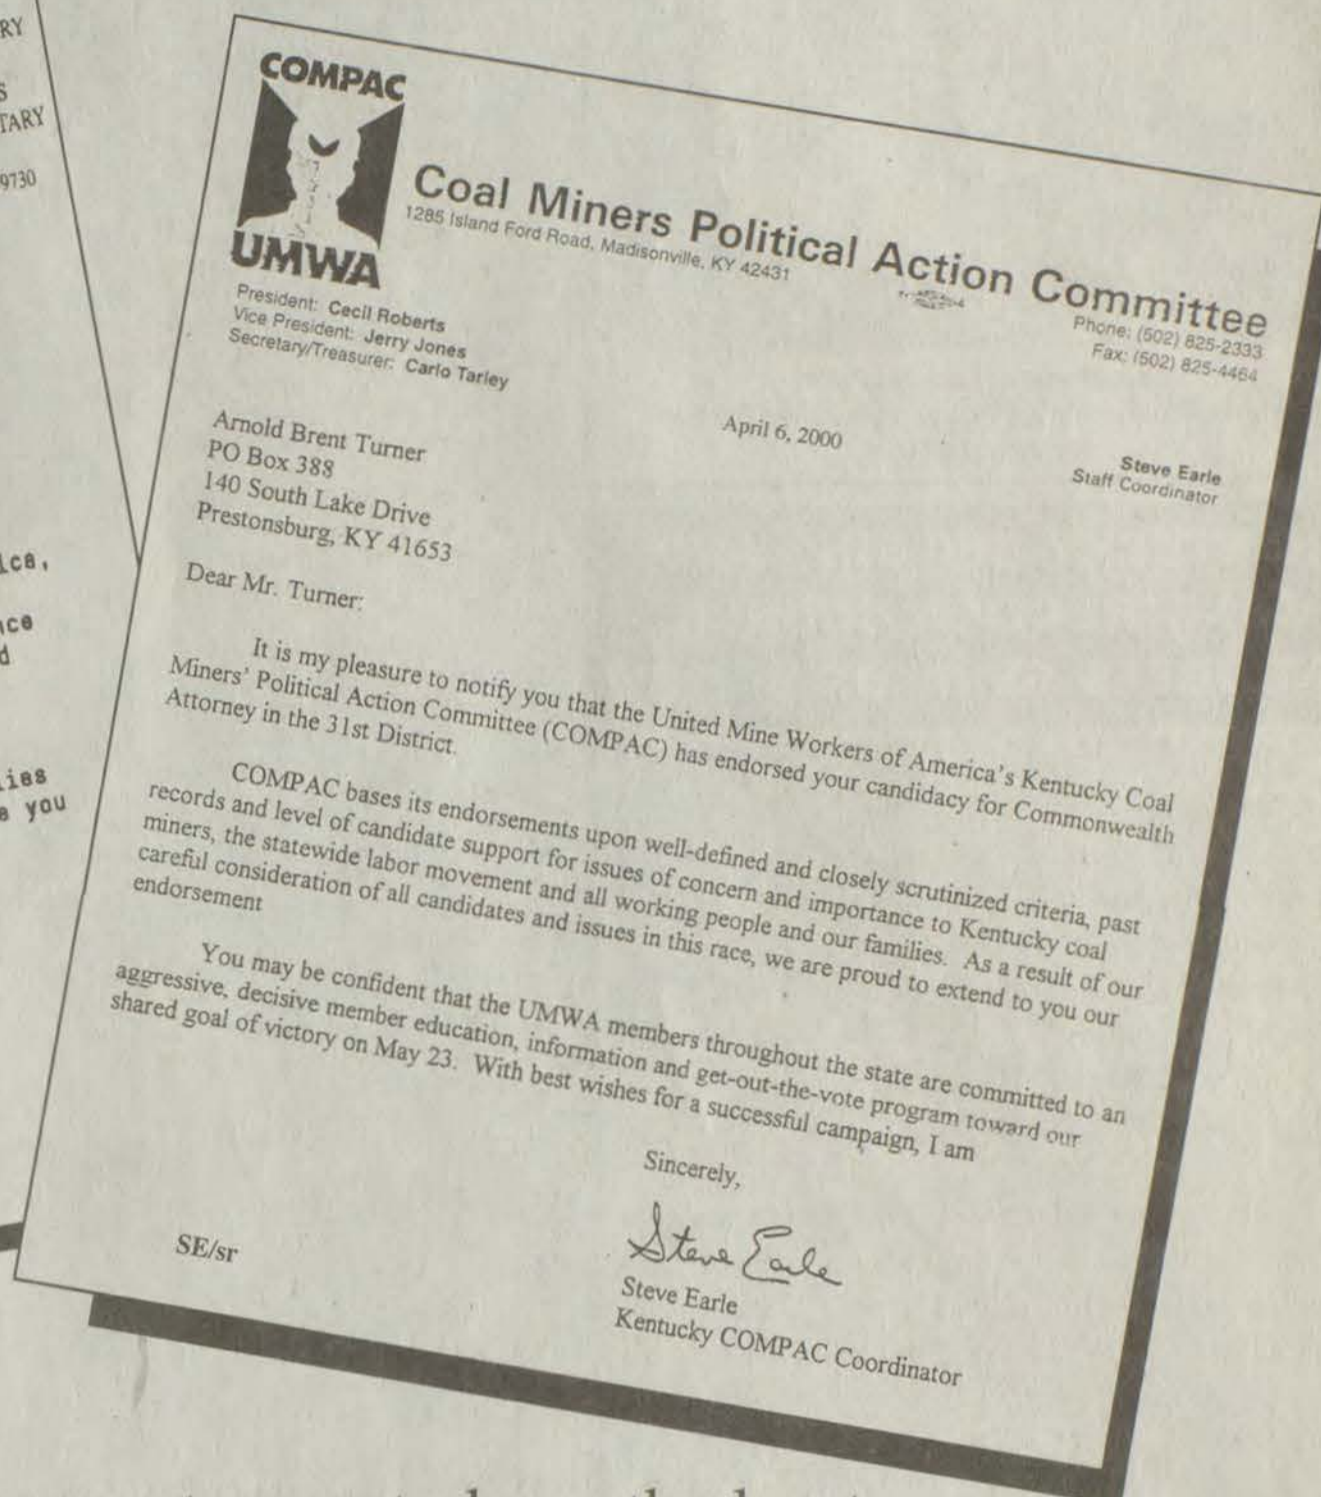 RY
S
TARY
9730
ice,
nce
d
lies
s you
COMPAC
UMWA
Coal Miners Political Action Committee
1285 Island Ford Road, Madisonville, KY 42431
Phone: (502) 825-2333
Fax: (502) 825-4464
President: Cecil Roberts
Vice President: Jerry Jones
Secretary/Treasurer: Carlo Tarley
April 6, 2000
Steve Earle
Staff Coordinator
Arnold Brent Turner
PO Box 388
140 South Lake Drive
Prestonsburg, KY 41653
Dear Mr. Turner:
It is my pleasure to notify you that the United Mine Workers of America's Kentucky Coal
Miners' Political Action Committee (COMPAC) has endorsed your candidacy for Commonwealth
Attorney in the 31st District.
COMPAC bases its endorsements upon well-defined and closely scrutinized criteria, past
records and level of candidate support for issues of concern and importance to Kentucky coal
miners, the statewide labor movement and all working people and our families. As a result of our
careful consideration of all candidates and issues in this race, we are proud to extend to you our
endorsement
You may be confident that the UMWA members throughout the state are committed to an
aggressive, decisive member education, information and get-out-the-vote program toward our
shared goal of victory on May 23. With best wishes for a successful campaign, I am
Sincerely,
Steve Earle
SE/sr
Steve Earle
Kentucky COMPAC Coordinator